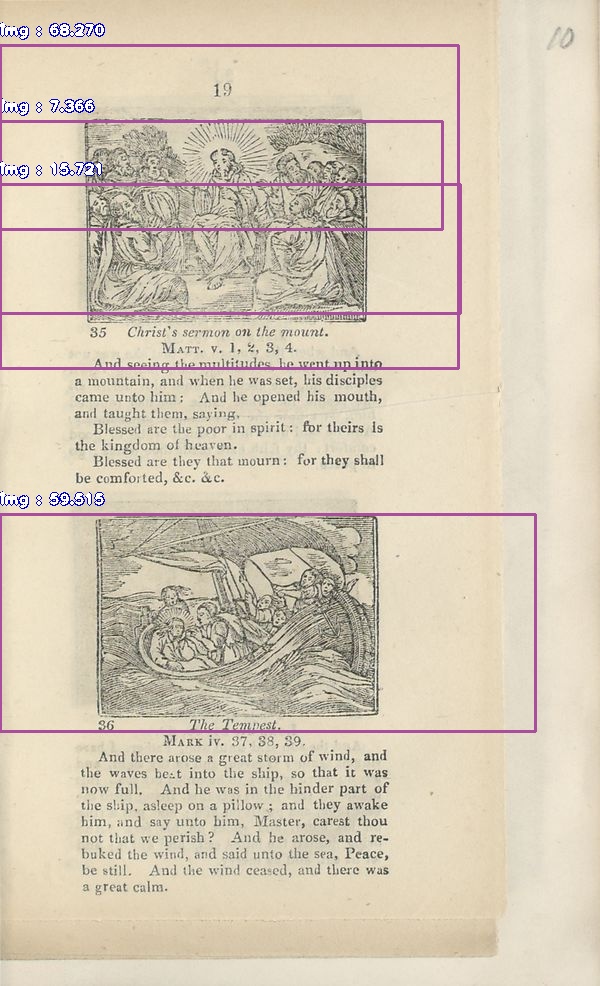 img : 68.270
10
19
img : 7.366
img : 15.721
35 Christ's sermon on the mount.
MATT. v. 1, 2, 3, 4.
And seeing the multitudes, he went up into
a mountain, and when he was set, his disciples
came unto him: And he opened his mouth,
and taught them, saying,
Blessed are the poor in spirit: for theirs is
the kingdom of heaven.
Blessed are they that mourn: for they shall
be comforted, &c. &c.
img : 59.515
36 The Tempest.
MARK iv. 37, 38, 39.
And there arose a great storm of wind, and
the waves beat into the ship, so that it was
now full. And he was in the hinder part of
the ship, asleep on a pillow; and they awake
him, and say unto him, Master, carest thou
not that we perish? And he arose, and re-
buked the wind, and said unto the sea, Peace,
be still. And the wind ceased, and there was
a great calm.